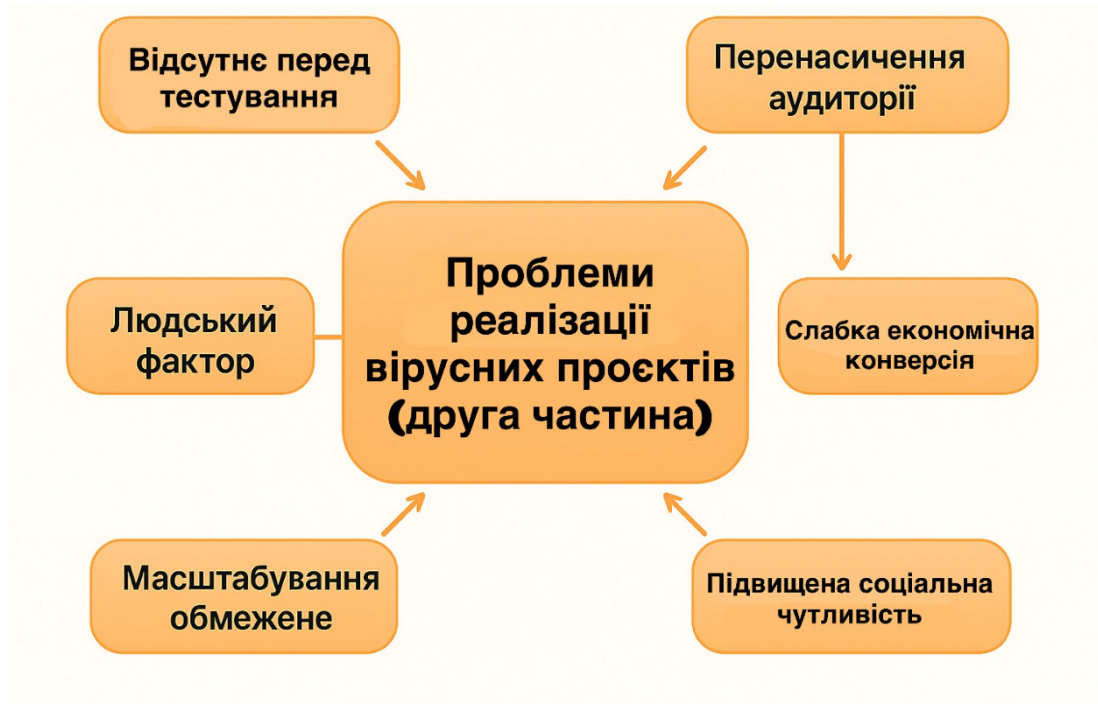 Відсутнє перед
тестування
Перенасичення
аудиторії
Проблеми
реалізації
вірусних проєктів
(друга частина)
Людський
фактор
Слабка економічна
конверсія
Масштабування
обмежене
Підвищена соціальна
чутливість